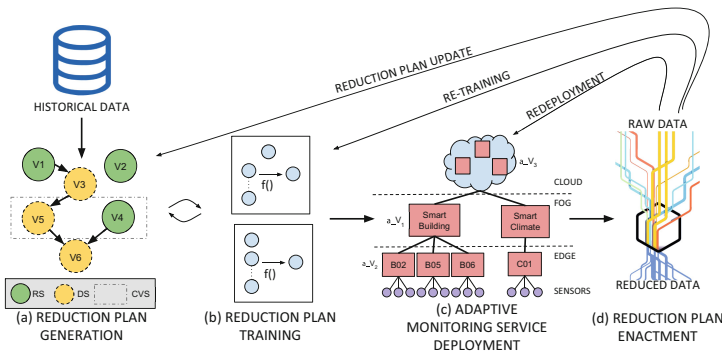 HISTORICAL DATA
V1
V2
V3
V5
V4
V6
RS
DS
CVS
(a) REDUCTION PLAN
GENERATION
f()
f()
(b) REDUCTION PLAN
TRAINING
REDUCTION PLAN UPDATE
RE-TRAINING
REDEPLOYMENT
a_V3
CLOUD
FOG
a_V1
Smart
Building
Smart
Climate
EDGE
a_V2
B02
B05
B06
C01
SENSORS
(c) ADAPTIVE
MONITORING SERVICE
DEPLOYMENT
RAW DATA
REDUCED DATA
(d) REDUCTION PLAN
ENACTMENT